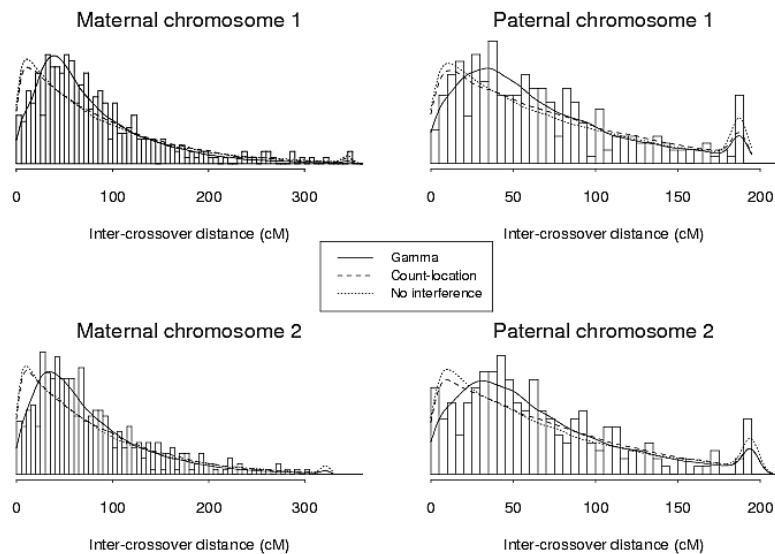 Maternal chromosome 1
Paternal chromosome 1
0 100 200 300
0 50 100 150 200
Inter-crossover distance (cM)
Inter-crossover distance (cM)
Gamma
Count-location
No interference
Maternal chromosome 2
Paternal chromosome 2
0 100 200 300
0 50 100 150 200
Inter-crossover distance (cM)
Inter-crossover distance (cM)